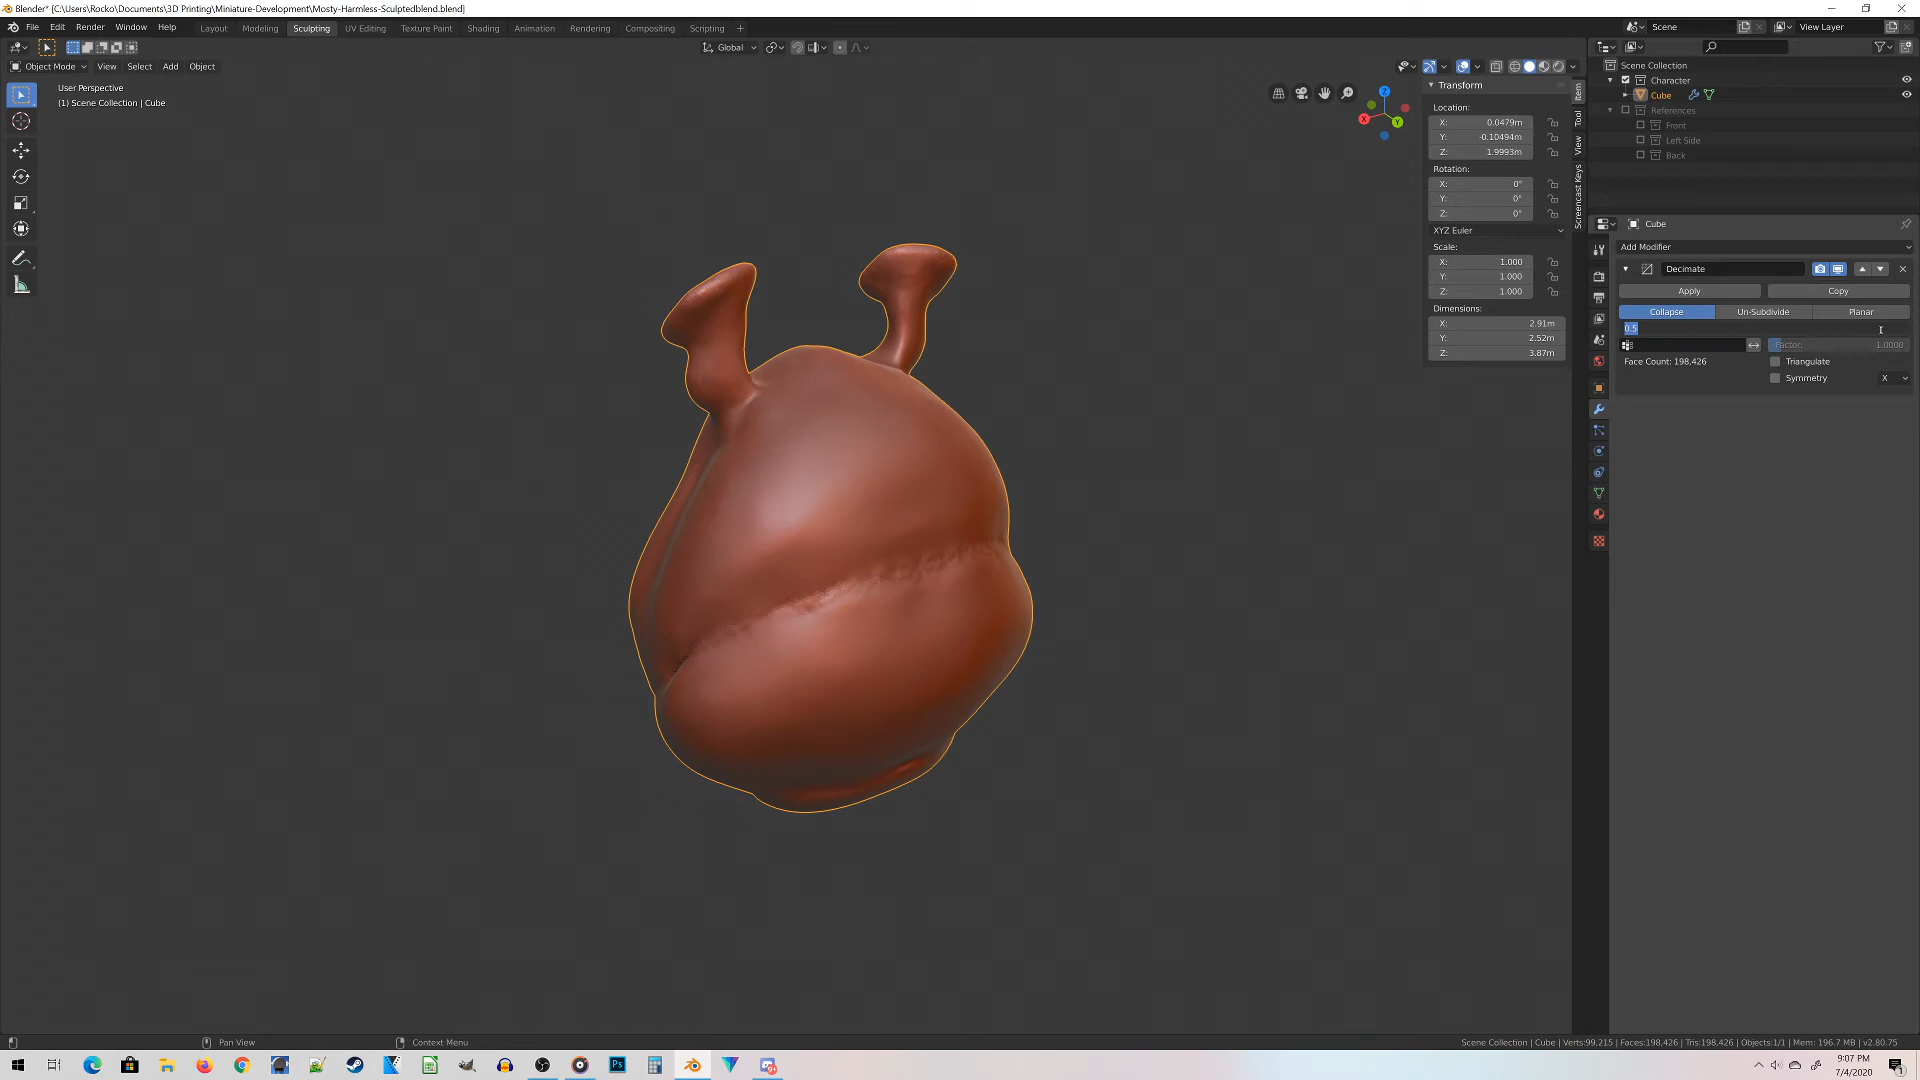 Blender* [C:\Users\Rocko\Documents\3D Printing\Miniature-Development\Mosty-Harmless-Sculptedblend.blend]
File Edit Render Window Help
Layout Modeling Sculpting UV Editing Texture Paint Shading Animation Rendering Compositing Scripting +
Scene
View Layer
Global
Object Mode View Select Add Object
User Perspective
(1) Scene Collection | Cube
X
Y
Z
Transform
Location:
X: 0.0479m
Y: -0.10494m
Z: 1.9993m
Rotation:
X: 0°
Y: 0°
Z: 0°
XYZ Euler
Scale:
X: 1.000
Y: 1.000
Z: 1.000
Dimensions:
X: 2.91m
Y: 2.52m
Z: 3.87m
Item
Tool
View
Screencast Keys
Scene Collection
Character
Cube
References
Front
Left Side
Back
Cube
Add Modifier
Decimate
Apply Copy
Collapse Un-Subdivide Planar
0.5
Factor: 1.0000
Face Count: 198,426
Triangulate
Symmetry X
Pan View
Context Menu
Scene Collection | Cube | Verts:99,215 | Faces:198,426 | Tris:198,426 | Objects:1/1 | Mem: 196.7 MB | v2.80.75
Ps
9:07 PM
7/4/2020
1